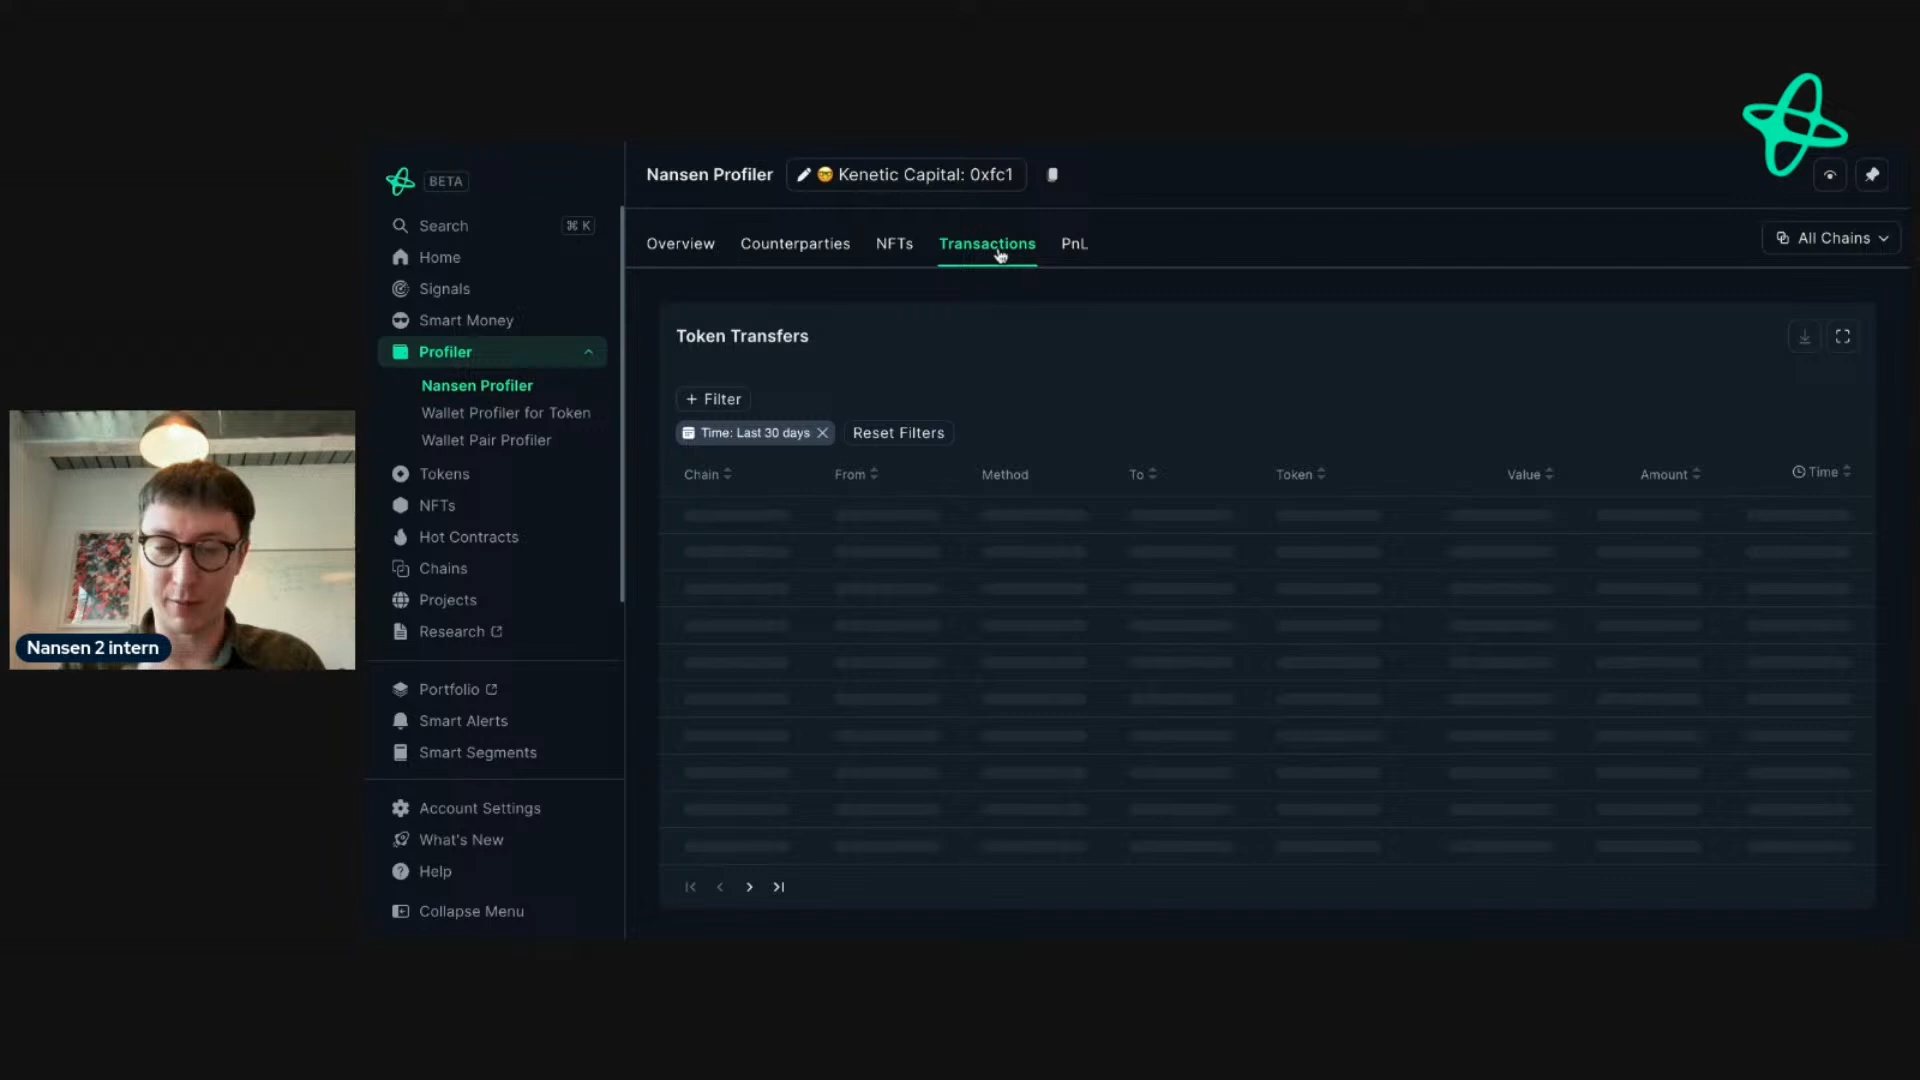 BETA
Search
⌘ K
Home
Signals
Smart Money
Profiler
Nansen Profiler
Wallet Profiler for Token
Wallet Pair Profiler
Tokens
NFTs
Hot Contracts
Chains
Projects
Research
Portfolio
Smart Alerts
Smart Segments
Account Settings
What's New
Help
Collapse Menu
Nansen Profiler
Kenetic Capital: 0xfc1
Overview Counterparties NFTs Transactions PnL
All Chains
Token Transfers
+ Filter
Time: Last 30 days
Reset Filters
Chain From Method To Token Value Amount Time
Nansen 2 intern